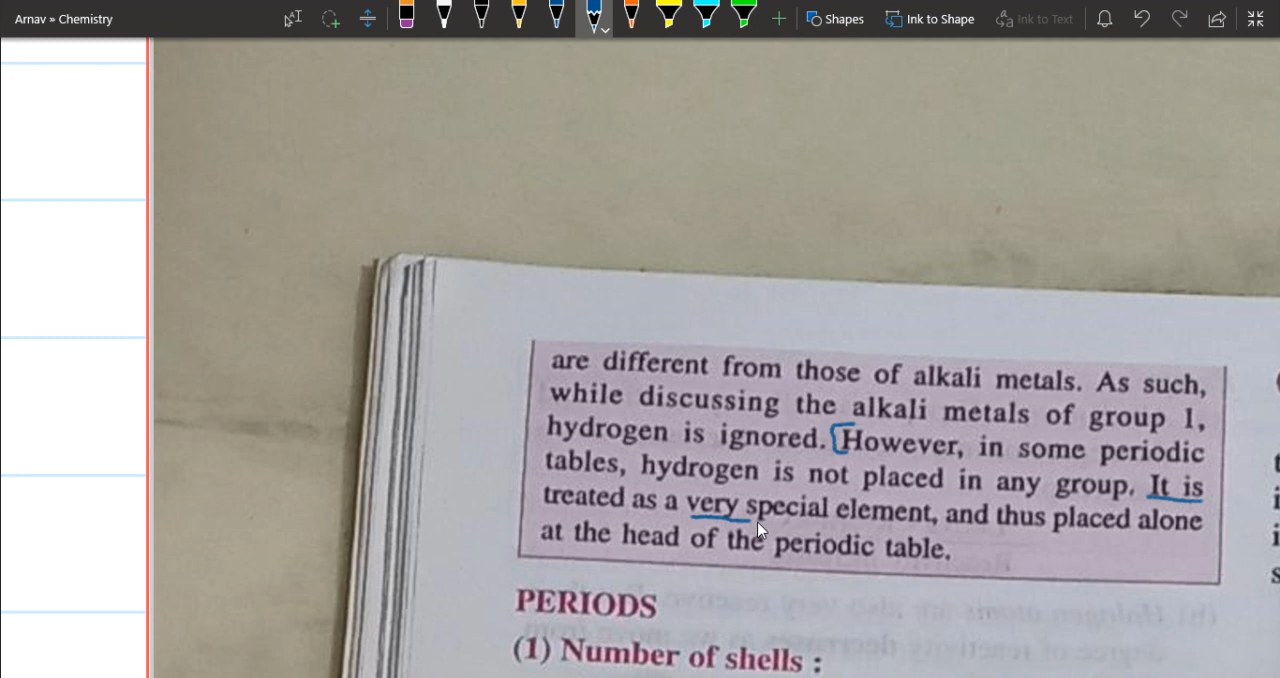 Arnav » Chemistry
Shapes
Ink to Shape
Ink to Text
are different from those of alkali metals. As such,
while discussing the alkali metals of group 1,
hydrogen is ignored. However, in some periodic
tables, hydrogen is not placed in any group. It is
treated as a very special element, and thus placed alone
at the head of the periodic table.
PERIODS
(1) Number of shells :